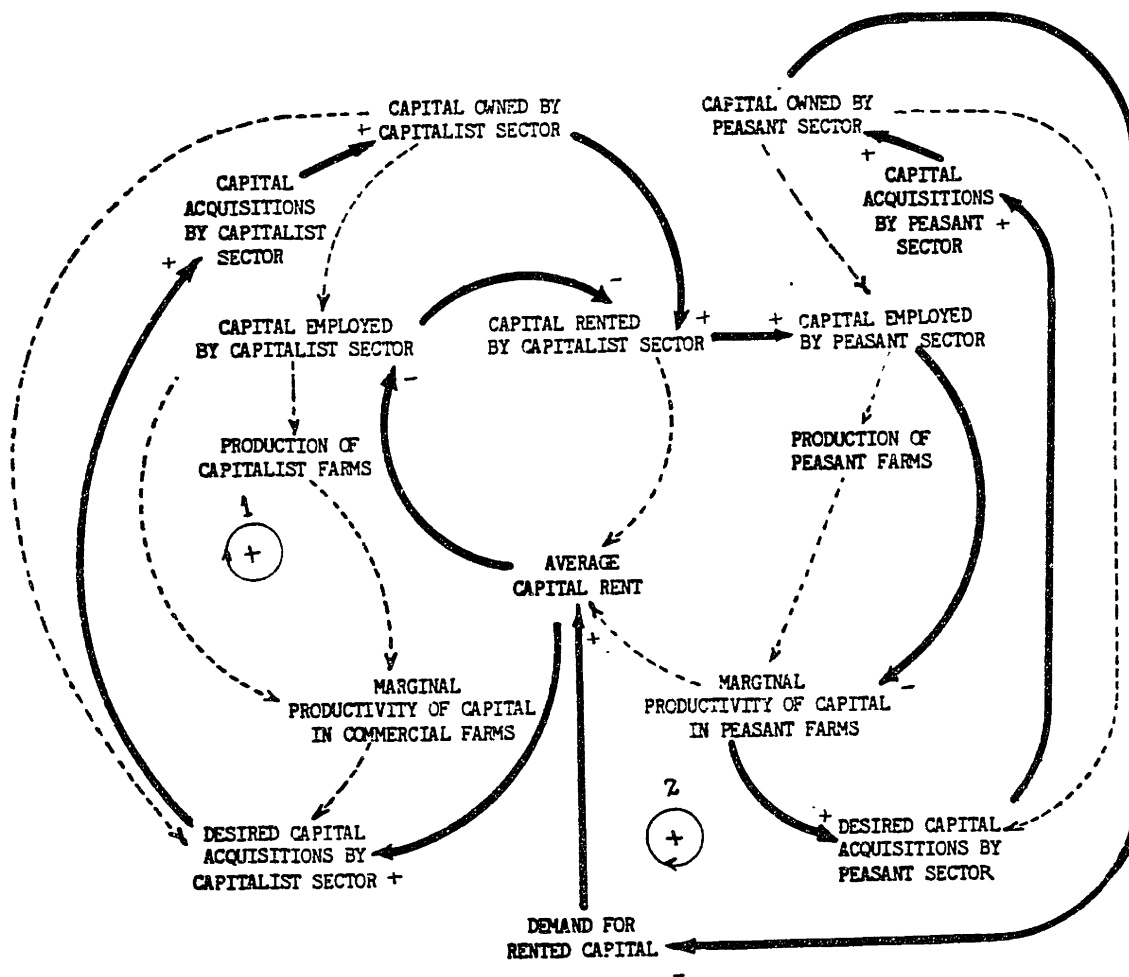 CAPITAL OWNED BY
+ CAPITALIST SECTOR
CAPITAL OWNED BY
PEASANT SECTOR
+
CAPITAL
ACQUISITIONS
BY CAPITALIST
SECTOR
+
CAPITAL
ACQUISITIONS
BY PEASANT +
SECTOR
CAPITAL EMPLOYED
BY CAPITALIST SECTOR
-
-
CAPITAL RENTED +
BY CAPITALIST SECTOR
+ CAPITAL EMPLOYED
BY PEASANT SECTOR
PRODUCTION OF
CAPITALIST FARMS
PRODUCTION OF
PEASANT FARMS
1
+
AVERAGE
CAPITAL RENT
+
MARGINAL
PRODUCTIVITY OF CAPITAL
IN COMMERCIAL FARMS
MARGINAL -
PRODUCTIVITY OF CAPITAL
IN PEASANT FARMS
2
+
DESIRED CAPITAL
ACQUISITIONS BY
CAPITALIST SECTOR +
+ DESIRED CAPITAL
ACQUISITIONS BY
PEASANT SECTOR
DEMAND FOR
RENTED CAPITAL
-